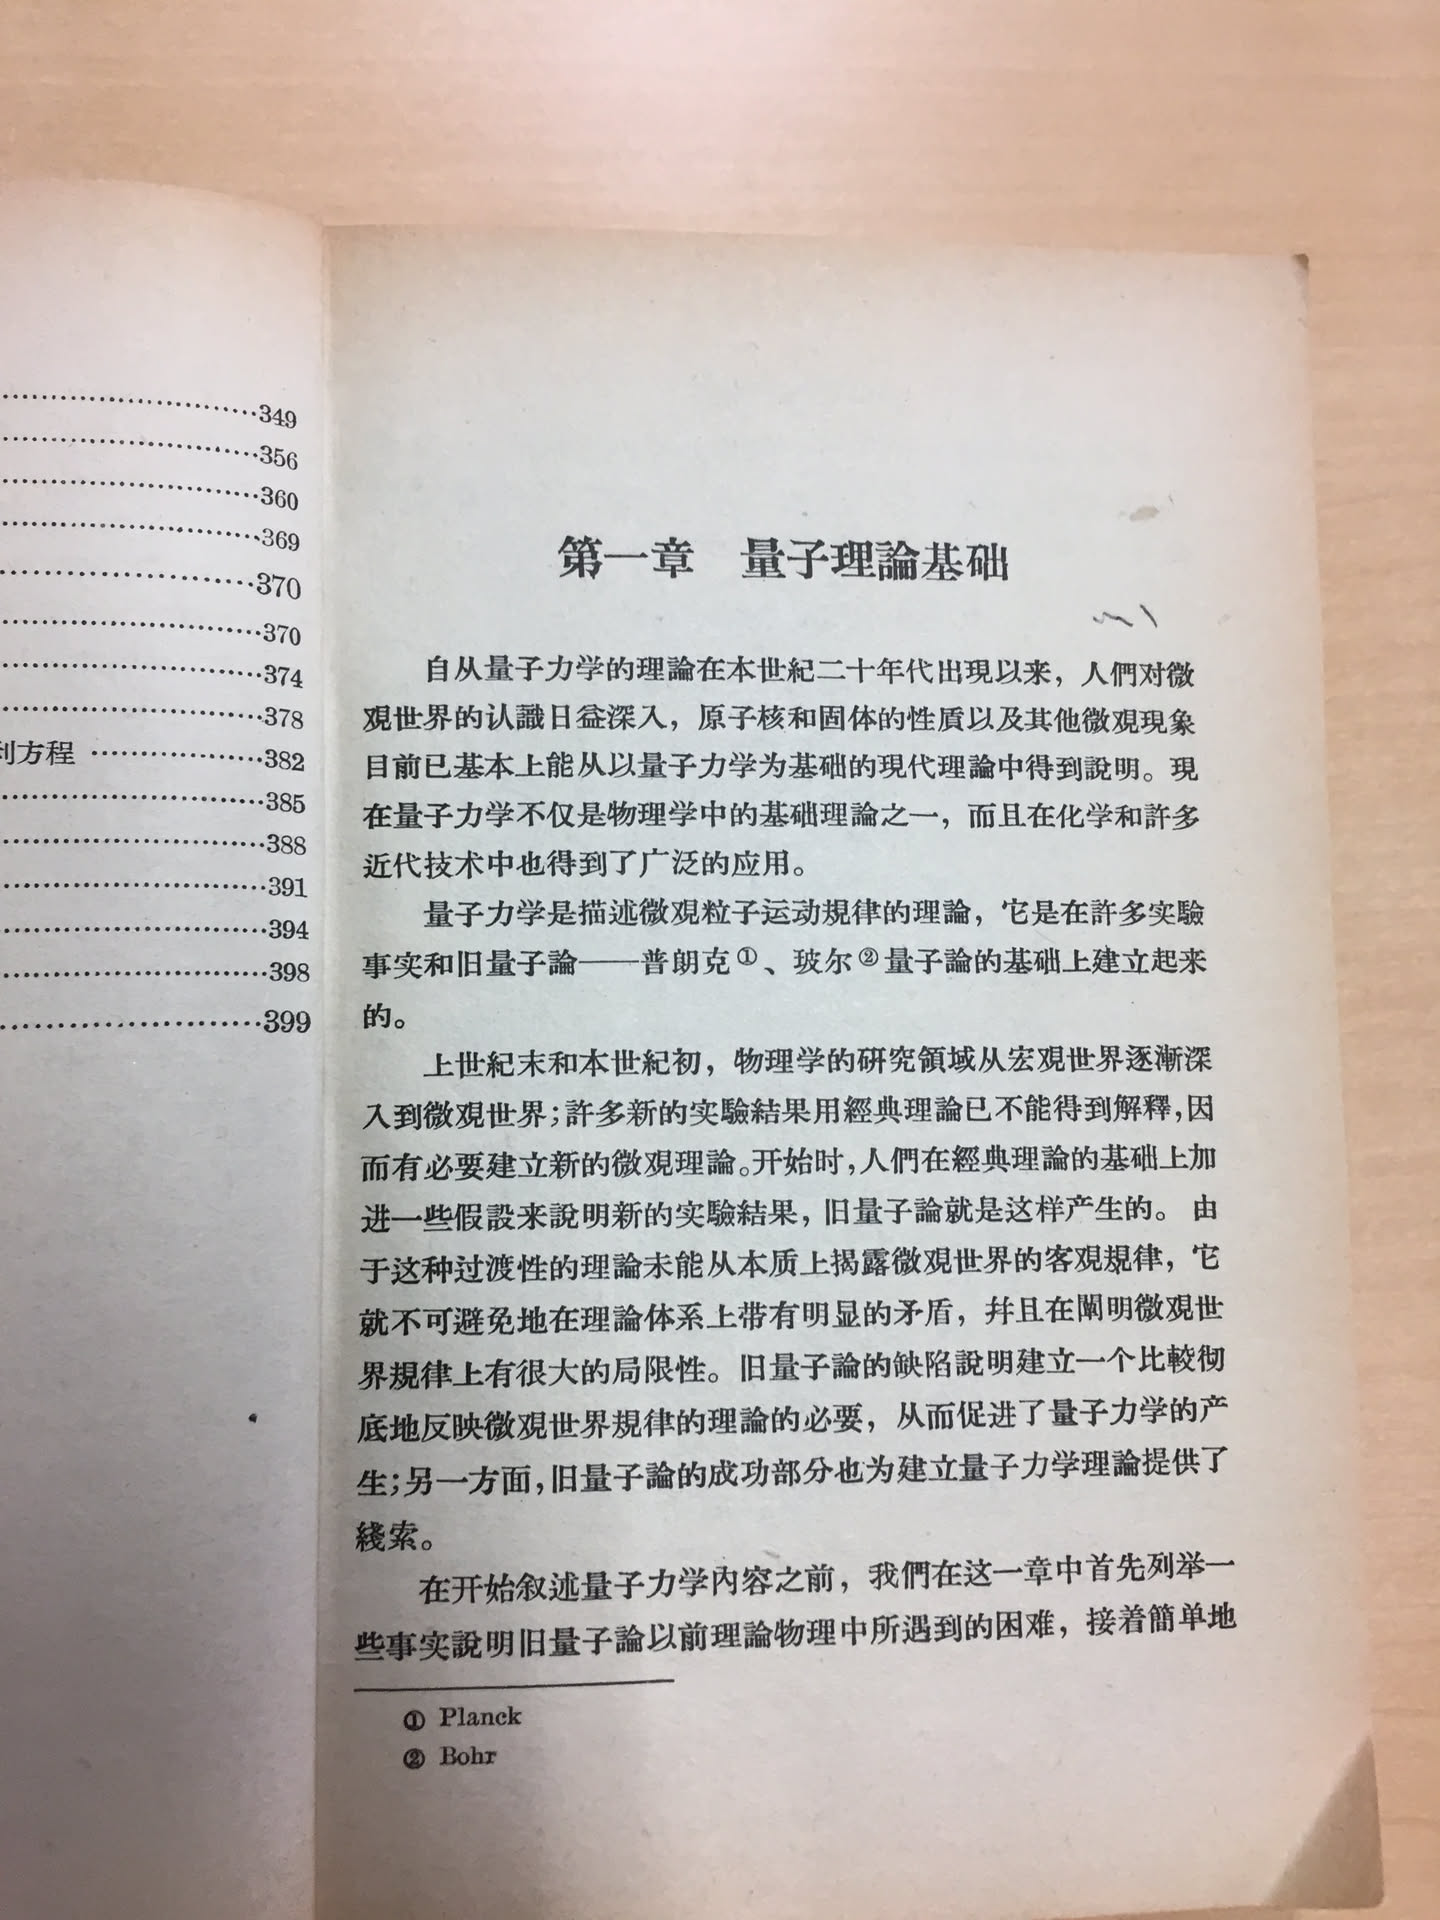 349
356
360
369
370
370
374
378
利方程 382
385
388
391
394
398
399
第一章 量子理論基础
自从量子力学的理論在本世紀二十年代出現以来，人們对微
观世界的认識日益深入，原子核和固体的性质以及其他微观現象
目前已基本上能从以量子力学为基础的現代理論中得到說明。現
在量子力学不仅是物理学中的基础理論之一，而且在化学和許多
近代技术中也得到了广泛的应用。
量子力学是描述微观粒子运动規律的理論，它是在許多实驗
事实和旧量子論——普朗克①、玻尔②量子論的基础上建立起来
的。
上世紀末和本世紀初，物理学的研究領域从宏观世界逐漸深
入到微观世界；許多新的实驗結果用經典理論已不能得到解釋，因
而有必要建立新的微观理論。开始时，人們在經典理論的基础上加
进一些假設来說明新的实驗結果，旧量子論就是这样产生的。由
于这种过渡性的理論未能从本质上揭露微观世界的客观規律，它
就不可避免地在理論体系上带有明显的矛盾，幷且在闡明微观世
界規律上有很大的局限性。旧量子論的缺陷說明建立一个比較彻
底地反映微观世界規律的理論的必要，从而促进了量子力学的产
生；另一方面，旧量子論的成功部分也为建立量子力学理論提供了
綫索。
在开始叙述量子力学內容之前，我們在这一章中首先列举一
些事实說明旧量子論以前理論物理中所遇到的困难，接着簡单地
① Planck
② Bohr